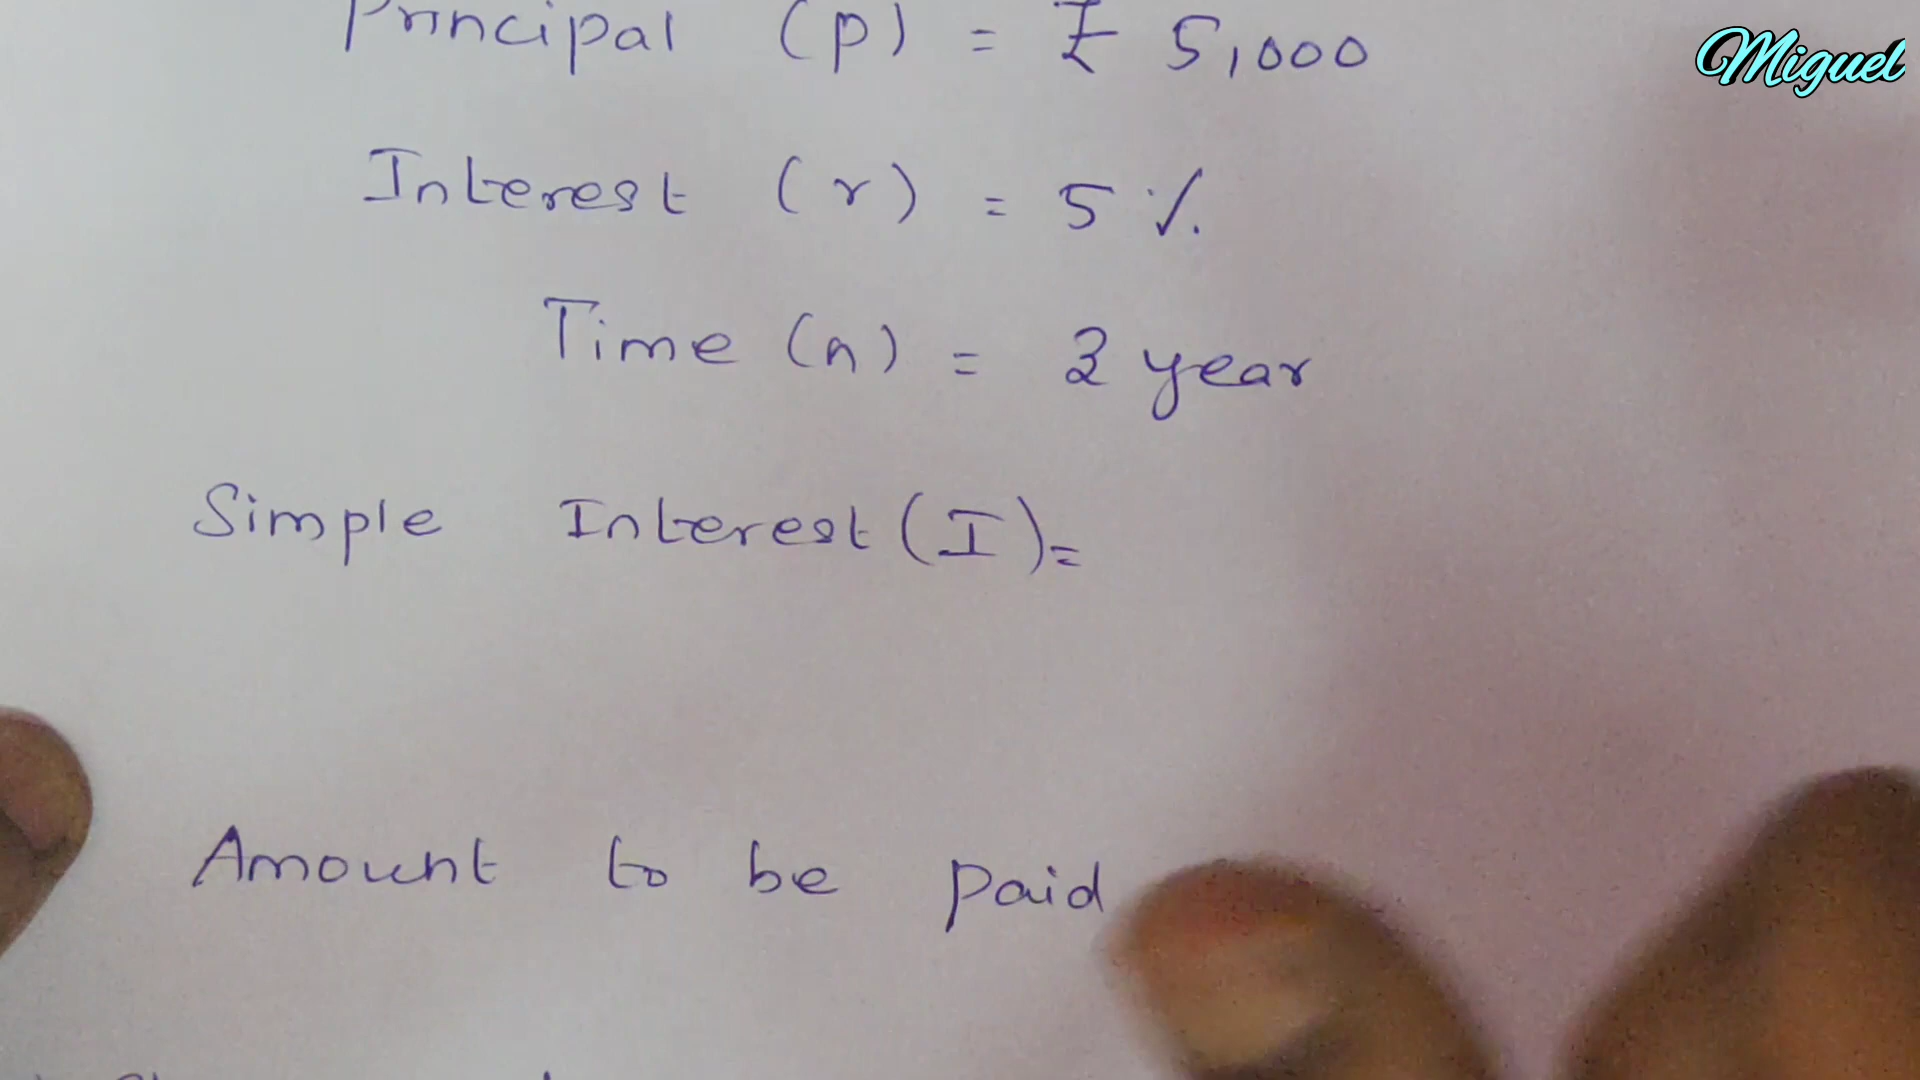 Principal (p) = ₹ 5,000
Miguel
Interest (r) = 5 %
Time (n) = 2 year
Simple Interest (I) =
Amount to be paid